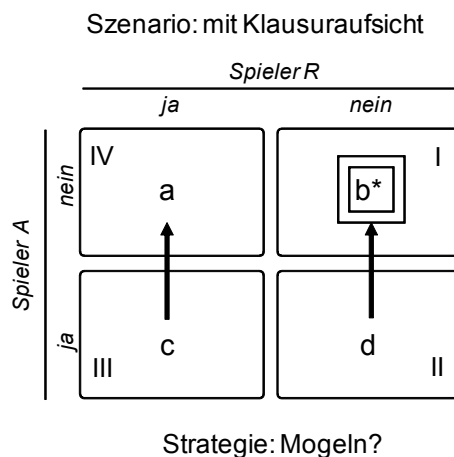 Szenario: mit Klausuraufsicht
Spieler R
ja nein
Spieler A
nein
IV
a
I
b*
ja
c
III
d
II
Strategie: Mogeln?